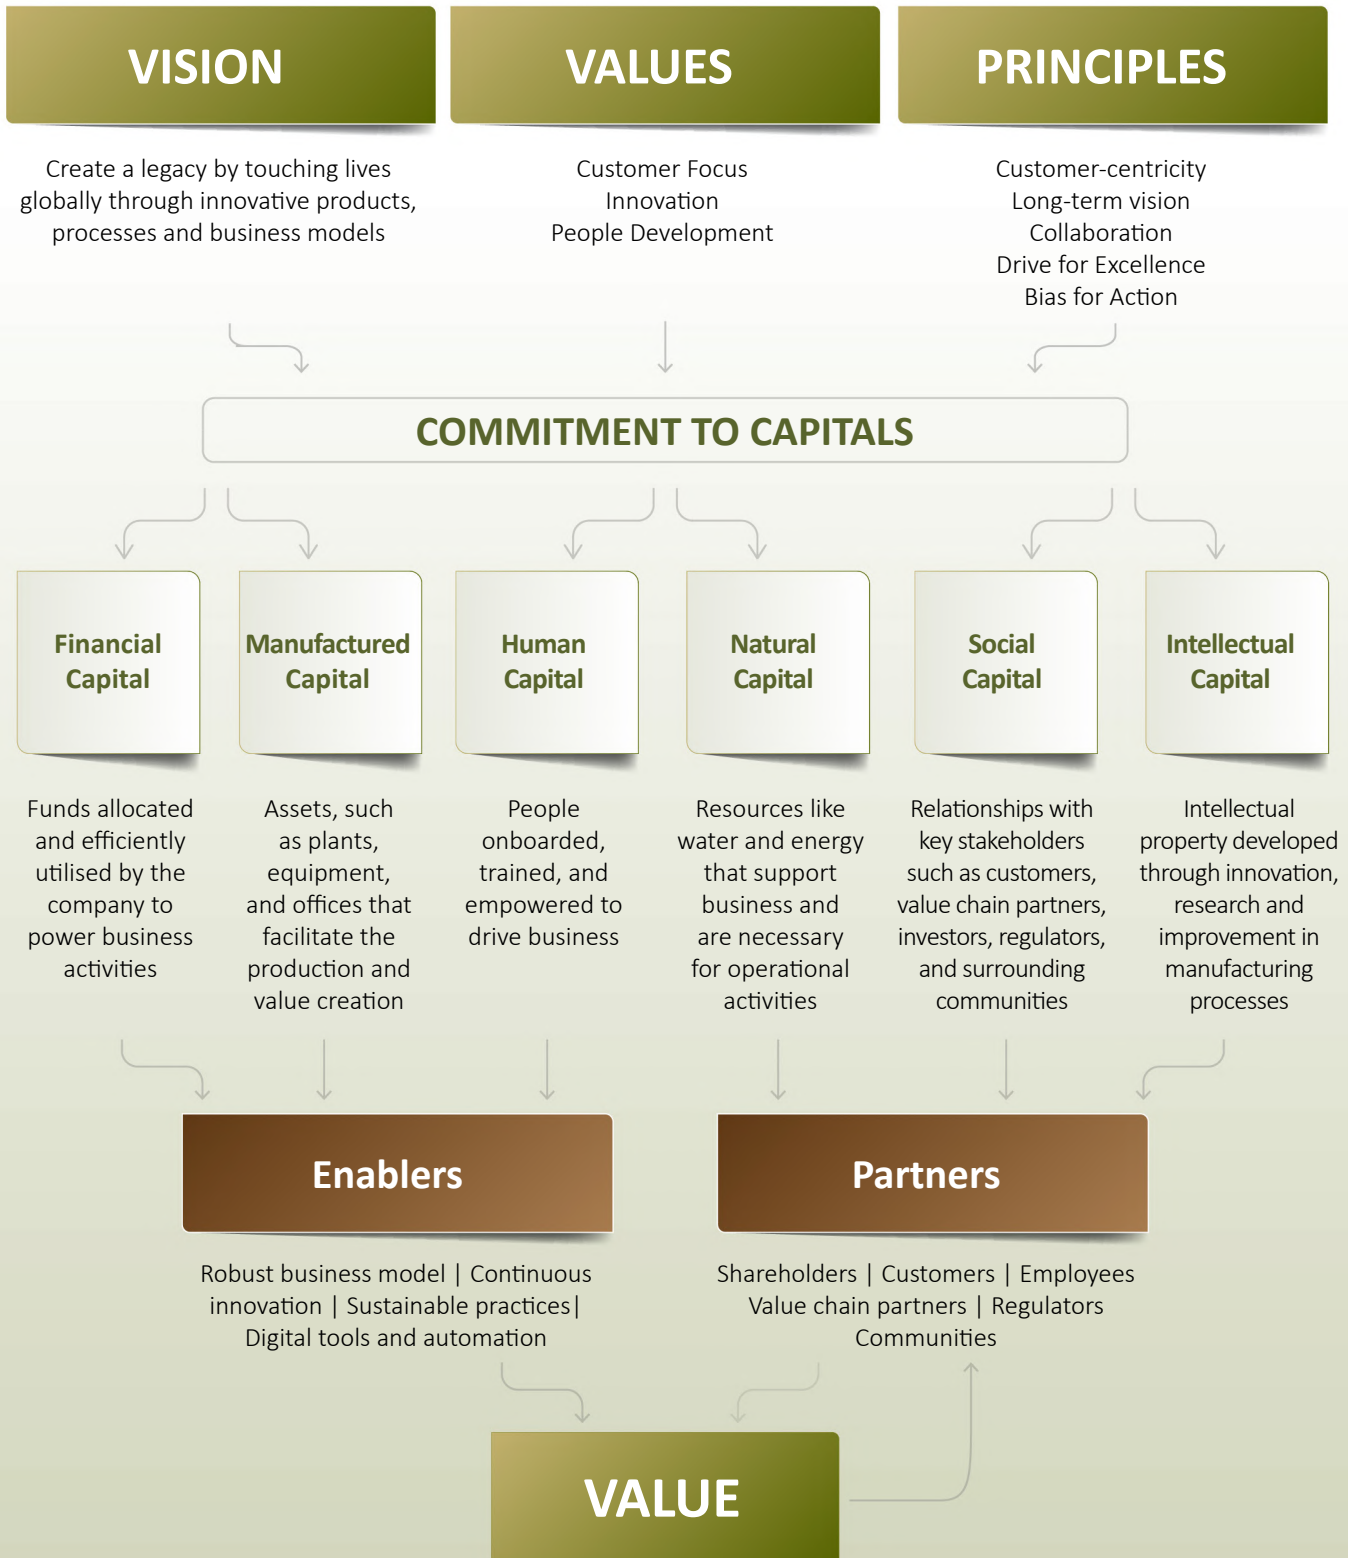 VISION
Create a legacy by touching lives
globally through innovative products,
processes and business models
VALUES
Customer Focus
Innovation
People Development
PRINCIPLES
Customer-centricity
Long-term vision
Collaboration
Drive for Excellence
Bias for Action
COMMITMENT TO CAPITALS
Financial
Capital
Funds allocated
and efficiently
utilised by the
company to
power business
activities
Manufactured
Capital
Assets, such
as plants,
equipment,
and offices that
facilitate the
production and
value creation
Human
Capital
People
onboarded,
trained, and
empowered to
drive business
Natural
Capital
Resources like
water and energy
that support
business and
are necessary
for operational
activities
Social
Capital
Relationships with
key stakeholders
such as customers,
value chain partners,
investors, regulators,
and surrounding
communities
Intellectual
Capital
Intellectual
property developed
through innovation,
research and
improvement in
manufacturing
processes
Enablers
Robust business model | Continuous
innovation | Sustainable practices|
Digital tools and automation
Partners
Shareholders | Customers | Employees
Value chain partners | Regulators
Communities
VALUE